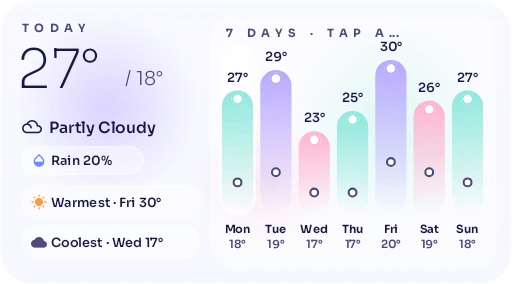 TODAY
27° / 18°
Partly Cloudy
Rain 20%
Warmest · Fri 30°
Coolest · Wed 17°
7 DAYS · TAP A…
27° 29° 23° 25° 30° 26° 27°
Mon Tue Wed Thu Fri Sat Sun
18° 19° 17° 17° 20° 19° 18°